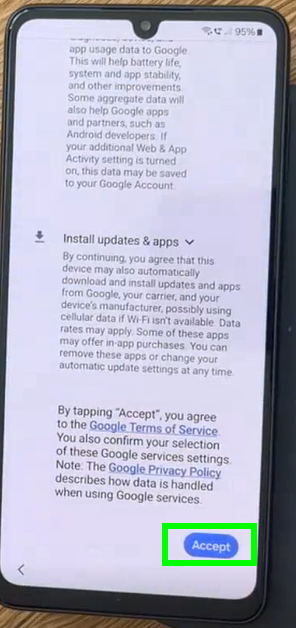 95%
app usage data to Google.
This will help battery life,
system and app stability,
and other improvements.
Some aggregate data will
also help Google apps
and partners, such as
Android developers. If
your additional Web & App
Activity setting is turned
on, this data may be saved
to your Google Account.
Install updates & apps
By continuing, you agree that this
device may also automatically
download and install updates and apps
from Google, your carrier, and your
device's manufacturer, possibly using
cellular data if Wi-Fi isn't available. Data
rates may apply. Some of these apps
may offer in-app purchases. You can
remove these apps or change your
automatic update settings at any time.
By tapping "Accept", you agree
to the Google Terms of Service.
You also confirm your selection
of these Google services settings.
Note: The Google Privacy Policy
describes how data is handled
when using Google services.
Accept